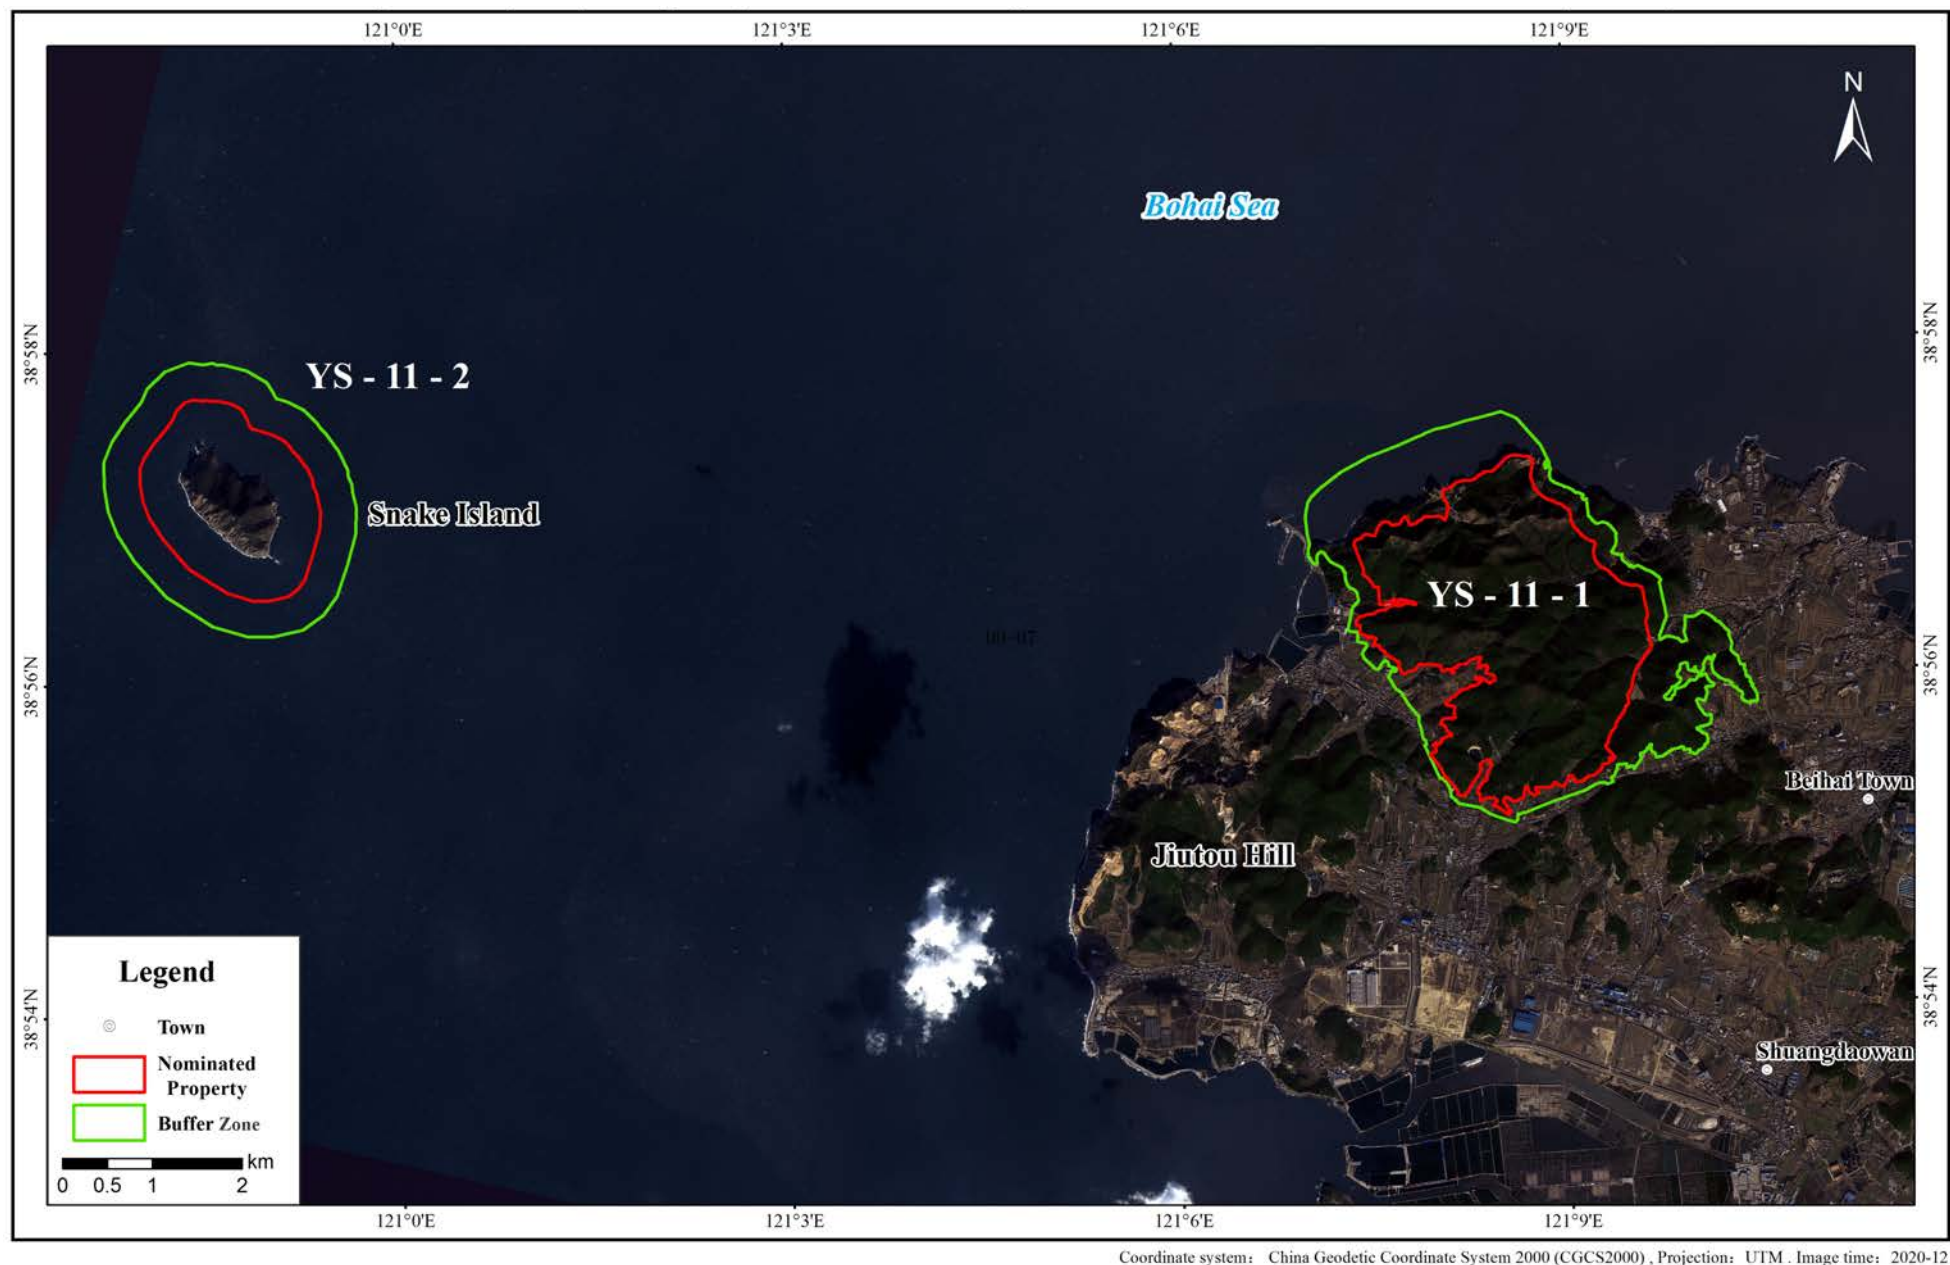 121°0'E
121°3'E
121°6'E
121°9'E
N
Bohai Sea
38°58'N
38°58'N
YS - 11 - 2
Snake Island
YS - 11 - 1
38°56'N
38°56'N
Beihai Town
Jiutou Hill
Legend
Town
Nominated
Property
Buffer Zone
km
0 0.5 1 2
38°54'N
38°54'N
Shuangdaowan
121°0'E
121°3'E
121°6'E
121°9'E
Coordinate system: China Geodetic Coordinate System 2000 (CGCS2000) , Projection: UTM . Image time: 2020-12